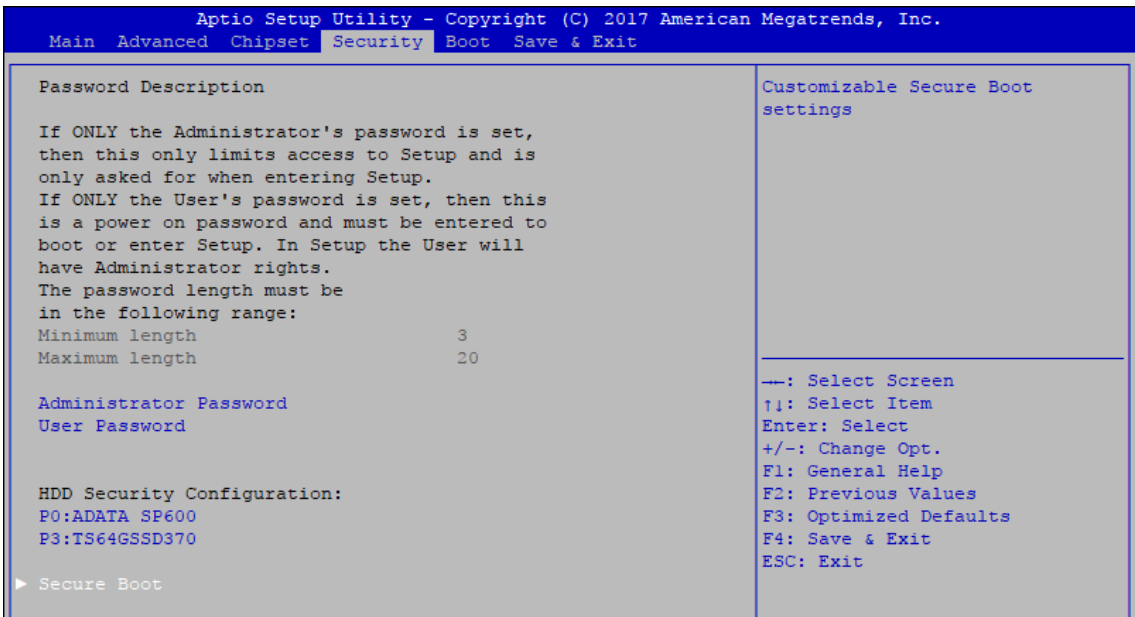 Aptio Setup Utility – Copyright (C) 2017 American Megatrends, Inc.
Main Advanced Chipset Security Boot Save & Exit
Password Description
If ONLY the Administrator's password is set,
then this only limits access to Setup and is
only asked for when entering Setup.
If ONLY the User's password is set, then this
is a power on password and must be entered to
boot or enter Setup. In Setup the User will
have Administrator rights.
The password length must be
in the following range:
Minimum length 3
Maximum length 20
Administrator Password
User Password
HDD Security Configuration:
P0:ADATA SP600
P3:TS64GSSD370
► Secure Boot
Customizable Secure Boot
settings
→←: Select Screen
↑↓: Select Item
Enter: Select
+/-: Change Opt.
F1: General Help
F2: Previous Values
F3: Optimized Defaults
F4: Save & Exit
ESC: Exit